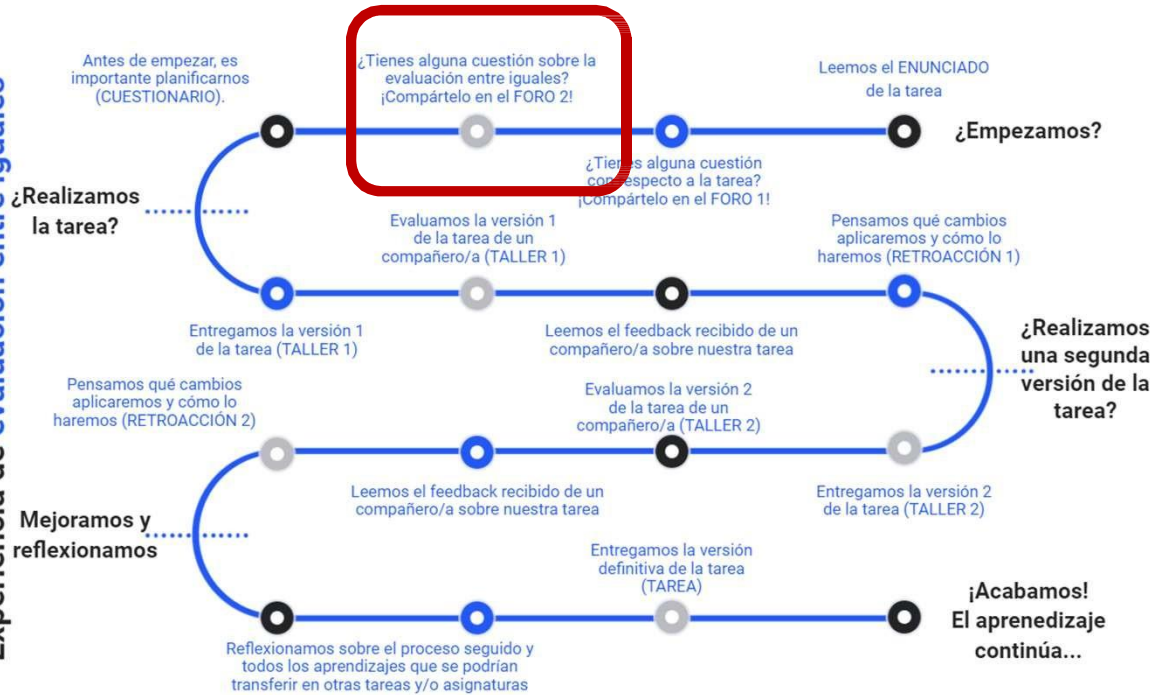 Experiencia de evaluación entre iguales
Antes de empezar, es
importante planificarnos
(CUESTIONARIO).
¿Tienes alguna cuestión sobre la
evaluación entre iguales?
¡Compártelo en el FORO 2!
Leemos el ENUNCIADO
de la tarea
¿Empezamos?
¿Tienes alguna cuestión
con respecto a la tarea?
¡Compártelo en el FORO 1!
¿Realizamos
la tarea?
Evaluamos la versión 1
de la tarea de un
compañero/a (TALLER 1)
Pensamos qué cambios
aplicaremos y cómo lo
haremos (RETROACCIÓN 1)
Entregamos la versión 1
de la tarea (TALLER 1)
Leemos el feedback recibido de un
compañero/a sobre nuestra tarea
¿Realizamos
una segunda
versión de la
tarea?
Pensamos qué cambios
aplicaremos y cómo lo
haremos (RETROACCIÓN 2)
Evaluamos la versión 2
de la tarea de un
compañero/a (TALLER 2)
Leemos el feedback recibido de un
compañero/a sobre nuestra tarea
Entregamos la versión 2
de la tarea (TALLER 2)
Mejoramos y
reflexionamos
Entregamos la versión
definitiva de la tarea
(TAREA)
¡Acabamos!
El aprenedizaje
continúa...
Reflexionamos sobre el proceso seguido y
todos los aprendizajes que se podrían
transferir en otras tareas y/o asignaturas